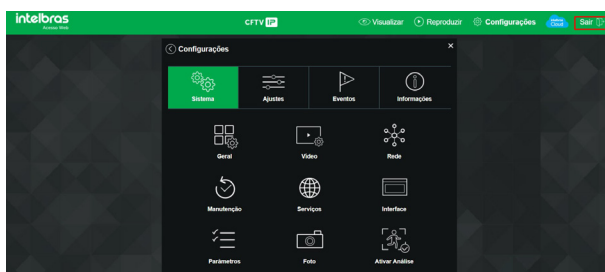 intelbras
Acesso Web
CFTV IP
Visualizar
Reproduzir
Configurações
Cloud
Sair
Configurações
×
Sistema
Ajustes
Eventos
Informações
Geral
Vídeo
Rede
Manutenção
Serviços
Interface
Parâmetros
Foto
Ativar Análise